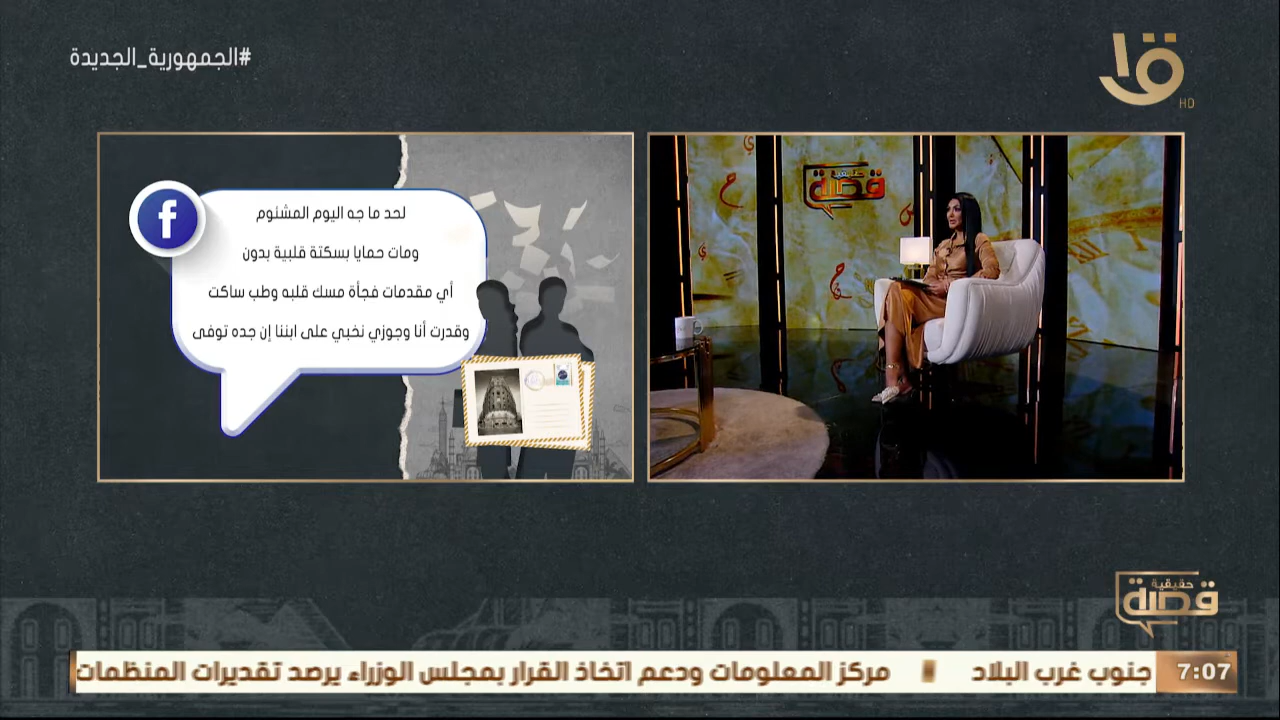 #الجمهورية_الجديدة
HD
لحد ما جه اليوم المشئوم
ومات حمايا بسكتة قلبية بدون
أي مقدمات فجأة مسك قلبه وطب ساكت
وقدرت أنا وجوزي نخبي على ابننا إن جده توفى
قصة حقيقية
قصة حقيقية
7:07 جنوب غرب البلاد
مركز المعلومات ودعم اتخاذ القرار بمجلس الوزراء يرصد تقديرات المنظمات